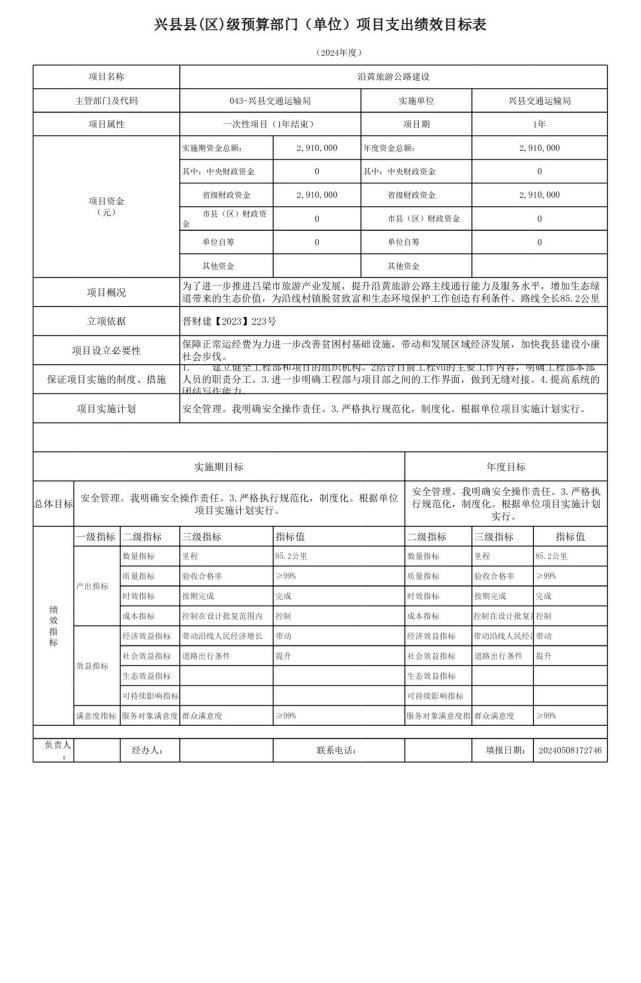 兴县县(区)级预算部门（单位）项目支出绩效目标表
（2024年度）
项目名称 沿黄旅游公路建设
主管部门及代码 043-兴县交通运输局 实施单位 兴县交通运输局
项目属性 一次性项目（1年结束） 项目期 1年
项目资金
（元）
实施期资金总额： 2,910,000 年度资金总额： 2,910,000
其中：中央财政资金 0 其中：中央财政资金 0
省级财政资金 2,910,000 省级财政资金 2,910,000
市县（区）财政资
金 0 市县（区）财政资金 0
单位自筹 0 单位自筹 0
其他资金 其他资金
项目概况
为了进一步推进吕梁市旅游产业发展，提升沿黄旅游公路主线通行能力及服务水平，增加生态绿
道带来的生态价值，为沿线村镇脱贫致富和生态环境保护工作创造有利条件。路线全长85.2公里
立项依据 晋财建【2023】223号
项目设立必要性
保障正常运经费为力进一步改善贫困村基础设施，带动和发展区域经济发展，加快我县建设小康
社会步伐。
保证项目实施的制度、措施
1. 建立健全工程部和项目的组织机构。2结合目前工程vu的主要工作内容，明确工程部本部
人员的职责分工。3.进一步明确工程部与项目部之间的工作界面，做到无缝对接。4.提高系统的
团结写作能力。
项目实施计划 安全管理。我明确安全操作责任。3.严格执行规范化，制度化。根据单位项目实施计划实行。
实施期目标 年度目标
总体目标
安全管理。我明确安全操作责任。3.严格执行规范化，制度化。根据单位
项目实施计划实行。
安全管理。我明确安全操作责任。3.严格执
行规范化，制度化。根据单位项目实施计划
实行。
绩效指标
一级指标 二级指标 三级指标 指标值 二级指标 三级指标 指标值
产出指标
数量指标 里程 85.2公里 数量指标 里程 85.2公里
质量指标 验收合格率 ≥99% 质量指标 验收合格率 ≥99%
时效指标 按期完成 完成 时效指标 按期完成 完成
成本指标 控制在设计批复范围内 控制 成本指标 控制在设计批复 控制
效益指标
经济效益指标 带动沿线人民经济增长 带动 经济效益指标 带动沿线人民经 带动
社会效益指标 道路出行条件 提升 社会效益指标 道路出行条件 提升
生态效益指标 生态效益指标
可持续影响指标 可持续影响指标
满意度指标 服务对象满意度 群众满意度 ≥99% 服务对象满意度指 群众满意度 ≥99%
负责人
： 经办人： 联系电话： 填报日期： 20240508172746